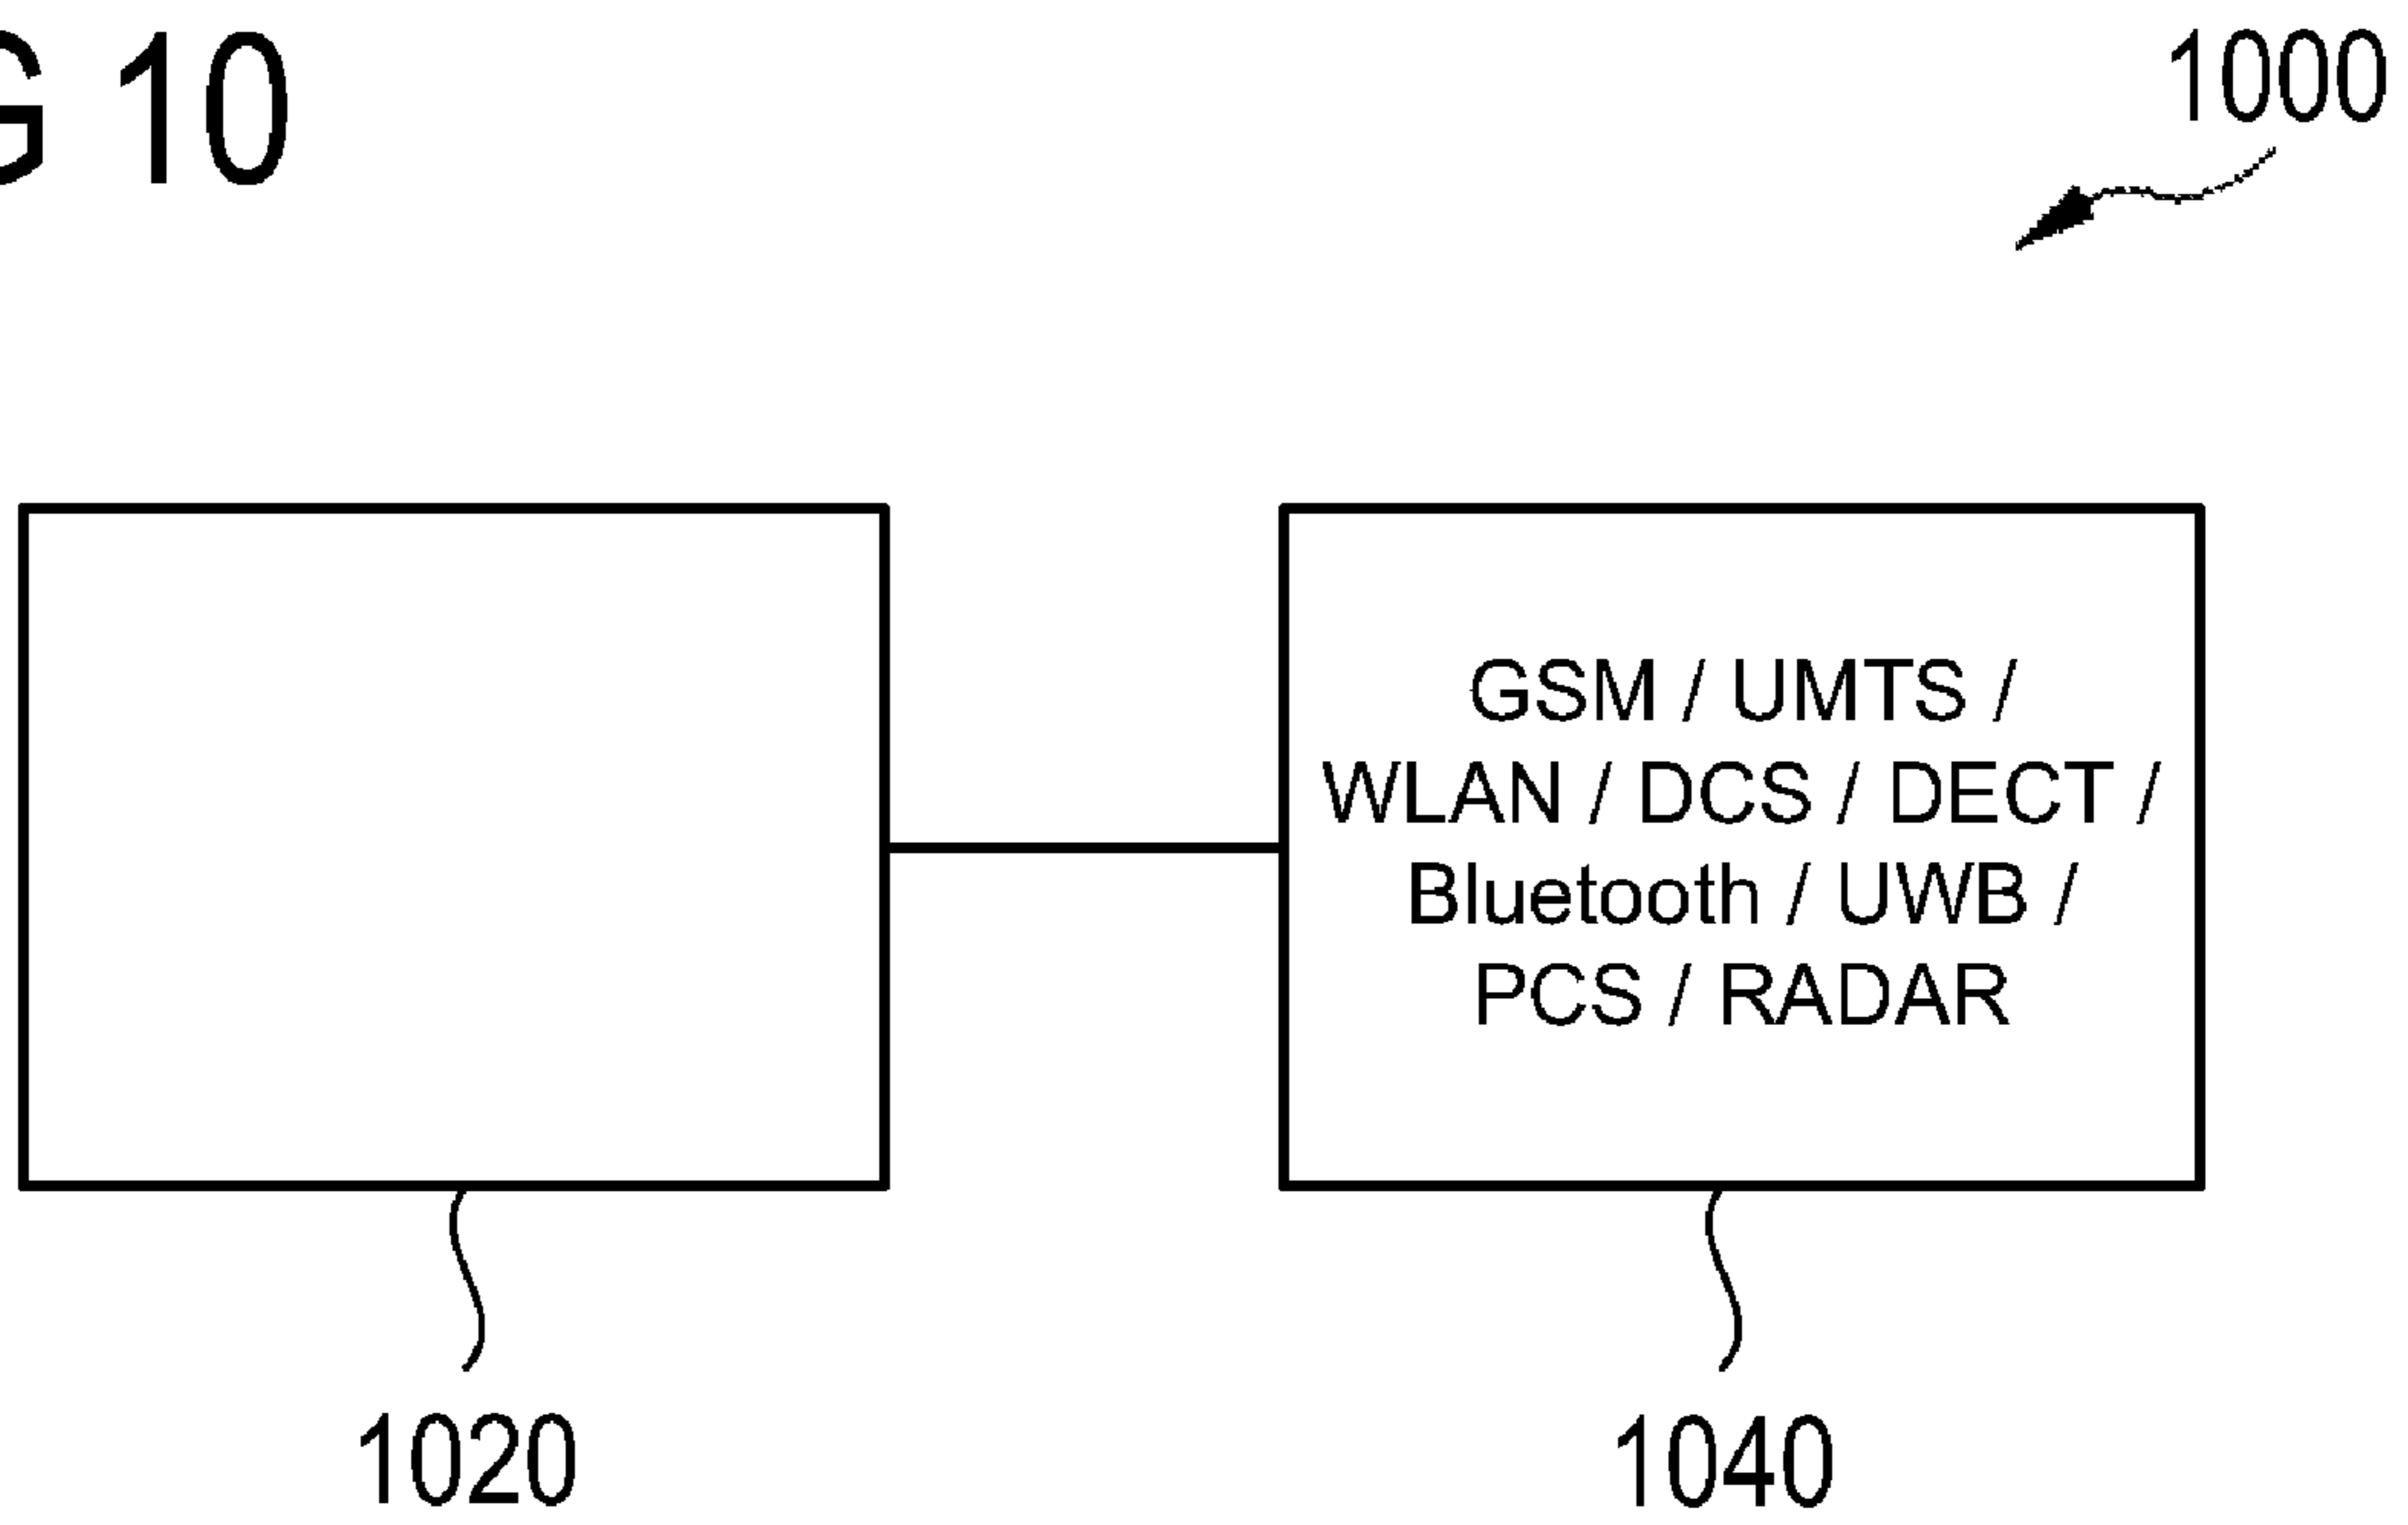 G 10
1000
GSM / UMTS /
WLAN / DCS / DECT /
Bluetooth / UWB /
PCS / RADAR
1020
1040